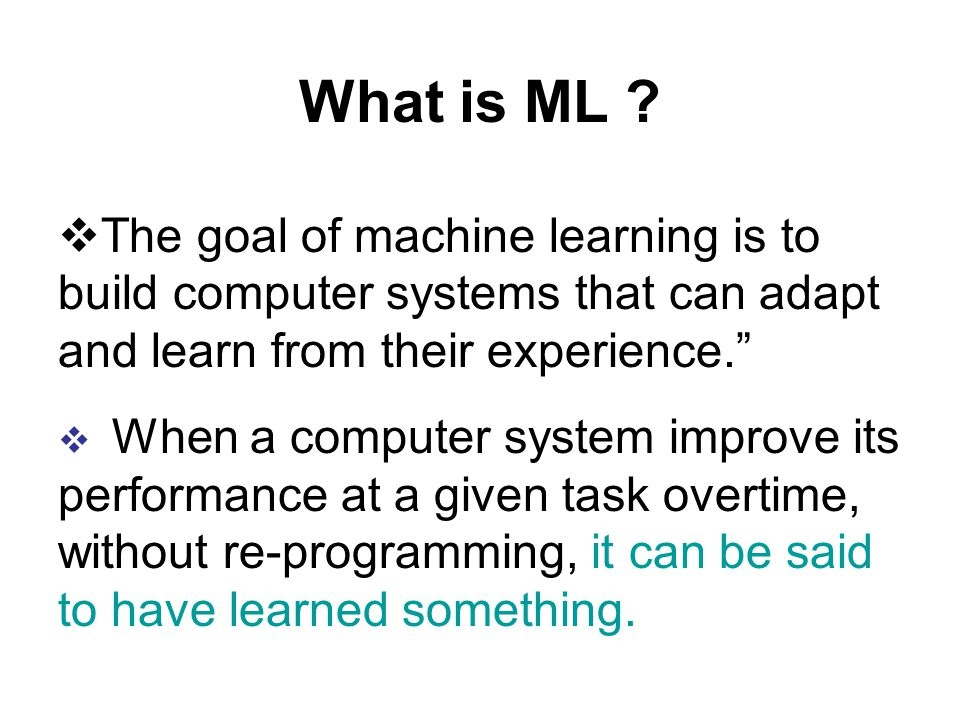 What is ML ?
❖The goal of machine learning is to
build computer systems that can adapt
and learn from their experience.”
❖ When a computer system improve its
performance at a given task overtime,
without re-programming, it can be said
to have learned something.